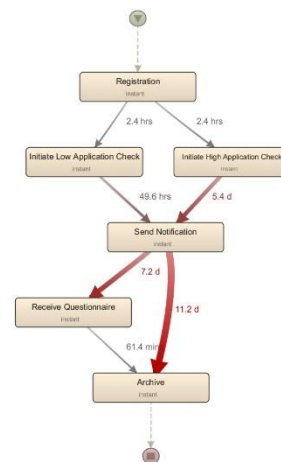 Registration
instant
2.4 hrs
2.4 hrs
Initiate Low Application Check
instant
Initiate High Application Check
instant
49.6 hrs
5.4 d
Send Notification
instant
7.2 d
11.2 d
Receive Questionnaire
instant
61.4 min
Archive
instant